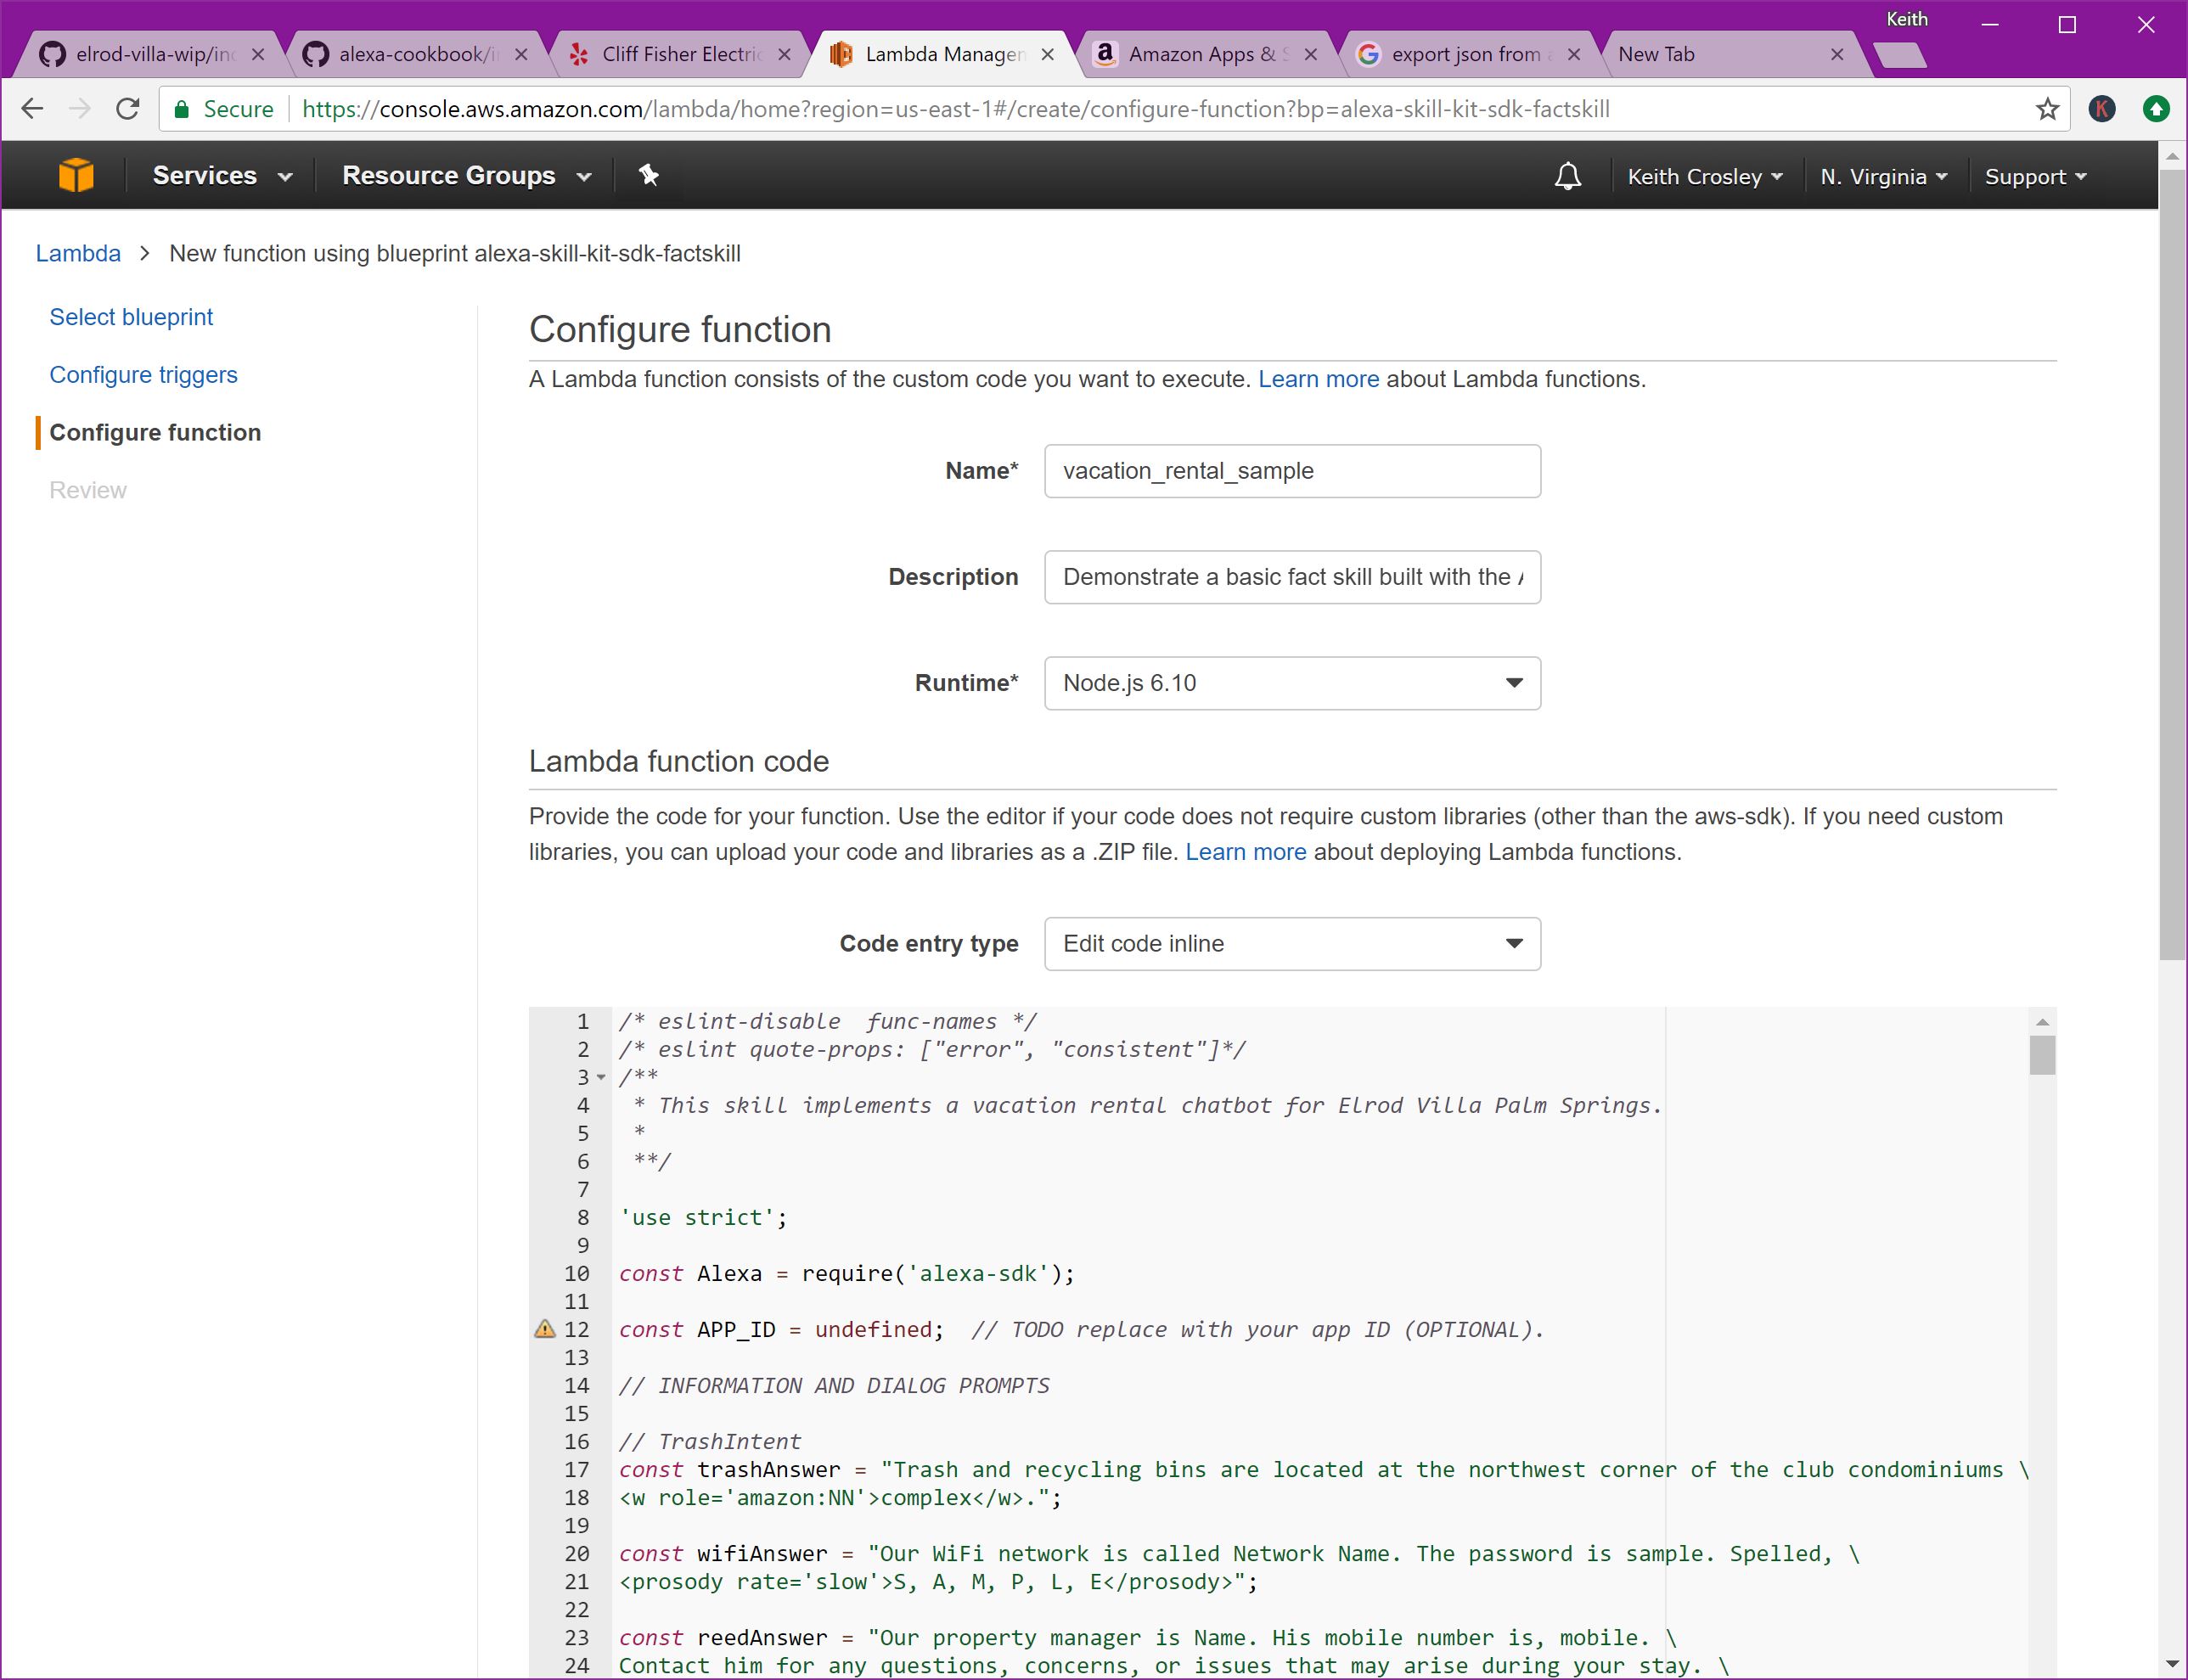 Keith
elrod-villa-wip/in
alexa-cookbook/i
Cliff Fisher Electri
Lambda Managem
Amazon Apps & S
export json from a
New Tab
Secure
https://console.aws.amazon.com/lambda/home?region=us-east-1#/create/configure-function?bp=alexa-skill-kit-sdk-factskill
K
Services
Resource Groups
Keith Crosley
N. Virginia
Support
Lambda > New function using blueprint alexa-skill-kit-sdk-factskill
Select blueprint
Configure triggers
Configure function
Review
Configure function
A Lambda function consists of the custom code you want to execute. Learn more about Lambda functions.
Name* vacation_rental_sample
Description Demonstrate a basic fact skill built with the
Runtime* Node.js 6.10
Lambda function code
Provide the code for your function. Use the editor if your code does not require custom libraries (other than the aws-sdk). If you need custom
libraries, you can upload your code and libraries as a .ZIP file. Learn more about deploying Lambda functions.
Code entry type Edit code inline
1 /* eslint-disable  func-names */
2 /* eslint quote-props: ["error", "consistent"]*/
3 /**
4  * This skill implements a vacation rental chatbot for Elrod Villa Palm Springs.
5  *
6  **/
7
8 'use strict';
9
10 const Alexa = require('alexa-sdk');
11
12 const APP_ID = undefined;  // TODO replace with your app ID (OPTIONAL).
13
14 // INFORMATION AND DIALOG PROMPTS
15
16 // TrashIntent
17 const trashAnswer = "Trash and recycling bins are located at the northwest corner of the club condominiums \
18 <w role='amazon:NN'>complex</w>.";
19
20 const wifiAnswer = "Our WiFi network is called Network Name. The password is sample. Spelled, \
21 <prosody rate='slow'>S, A, M, P, L, E</prosody>";
22
23 const reedAnswer = "Our property manager is Name. His mobile number is, mobile. \
24 Contact him for any questions, concerns, or issues that may arise during your stay. \